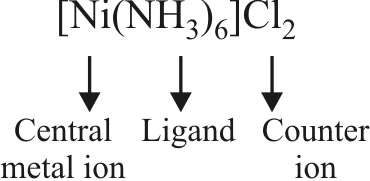 [Ni(NH₃)₆]Cl₂
Central Ligand Counter
metal ion ion